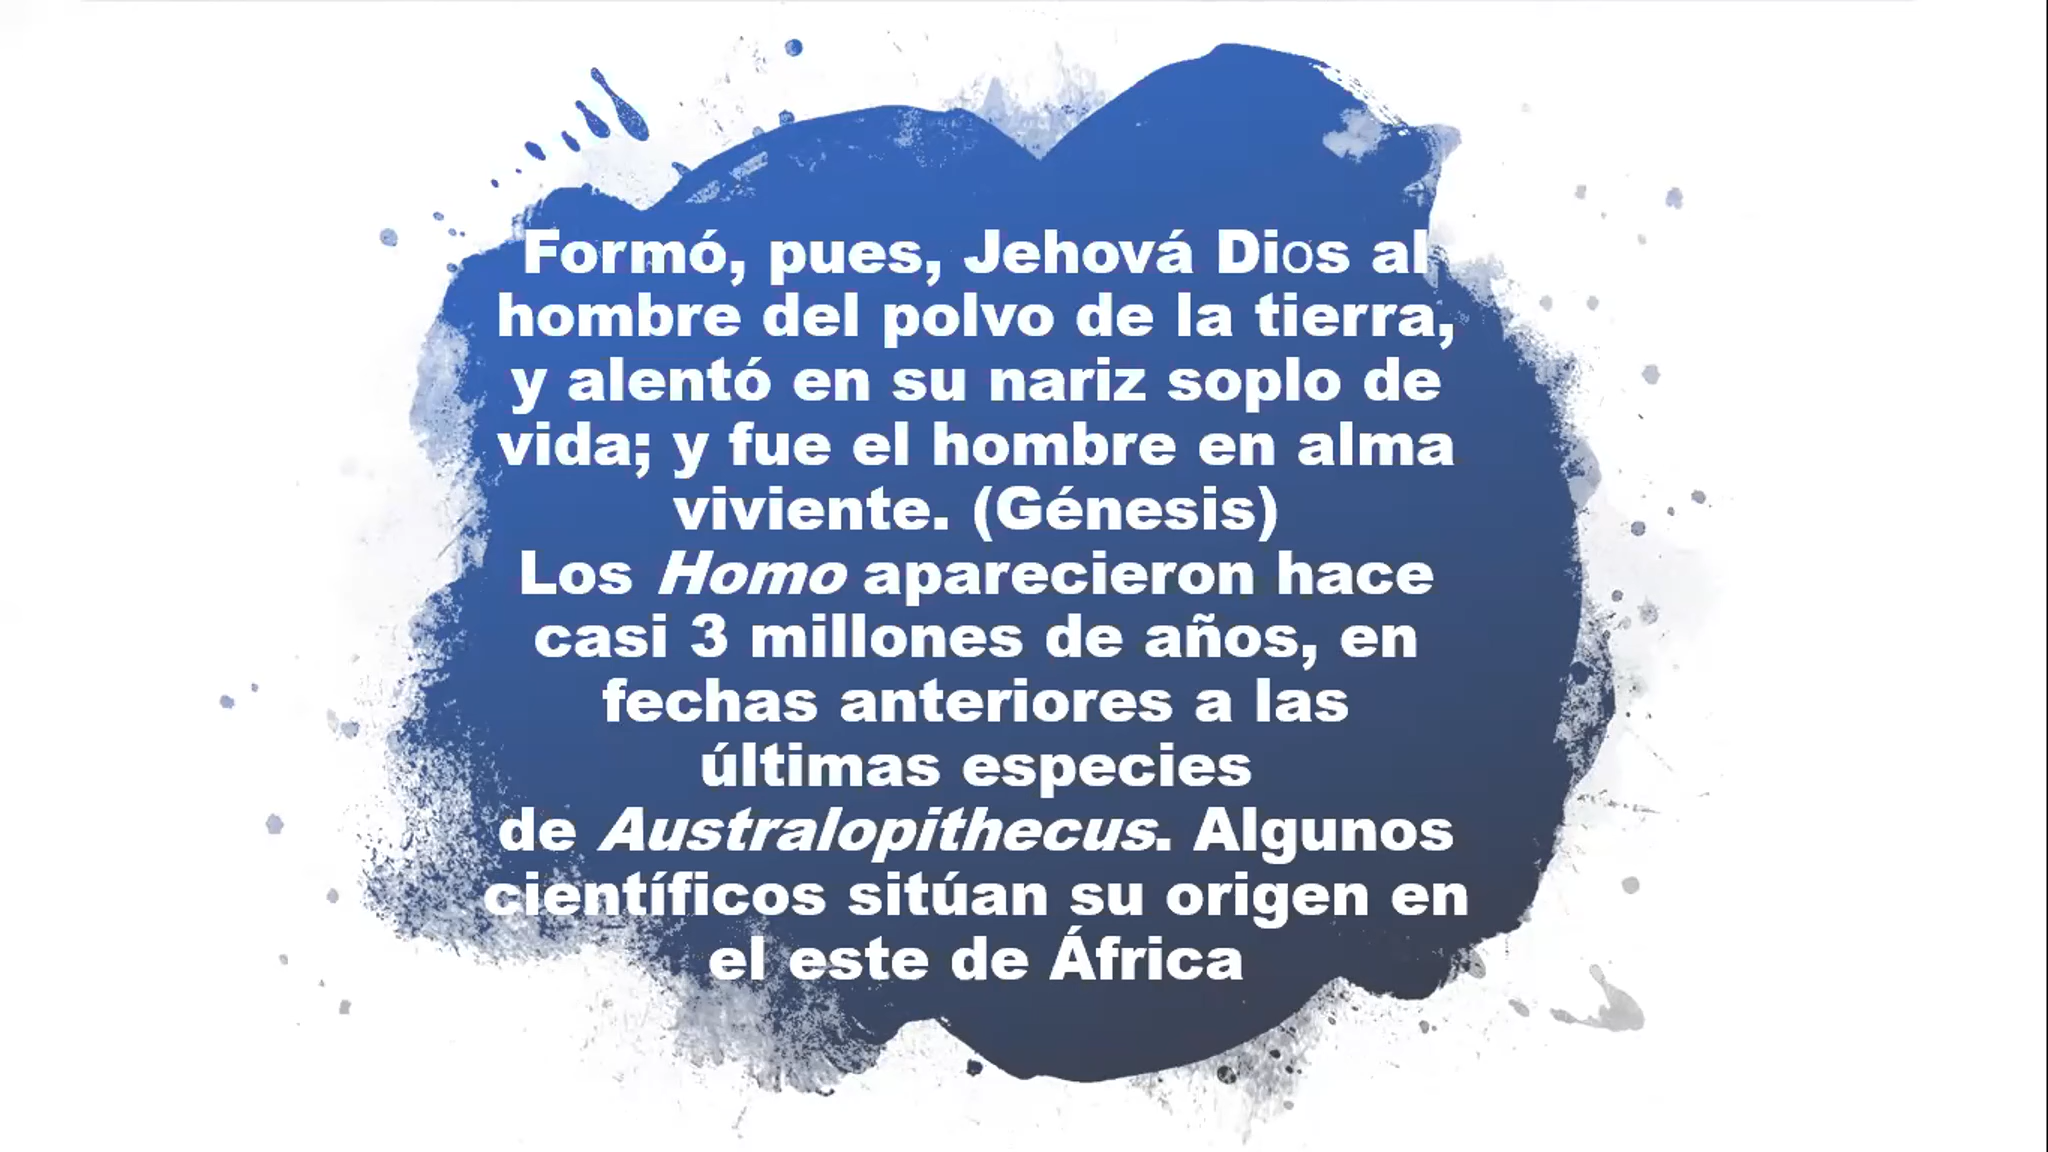 Formó, pues, Jehová Dios al
hombre del polvo de la tierra,
y alentó en su nariz soplo de
vida; y fue el hombre en alma
viviente. (Génesis)
Los Homo aparecieron hace
casi 3 millones de años, en
fechas anteriores a las
últimas especies
de Australopithecus. Algunos
científicos sitúan su origen en
el este de África